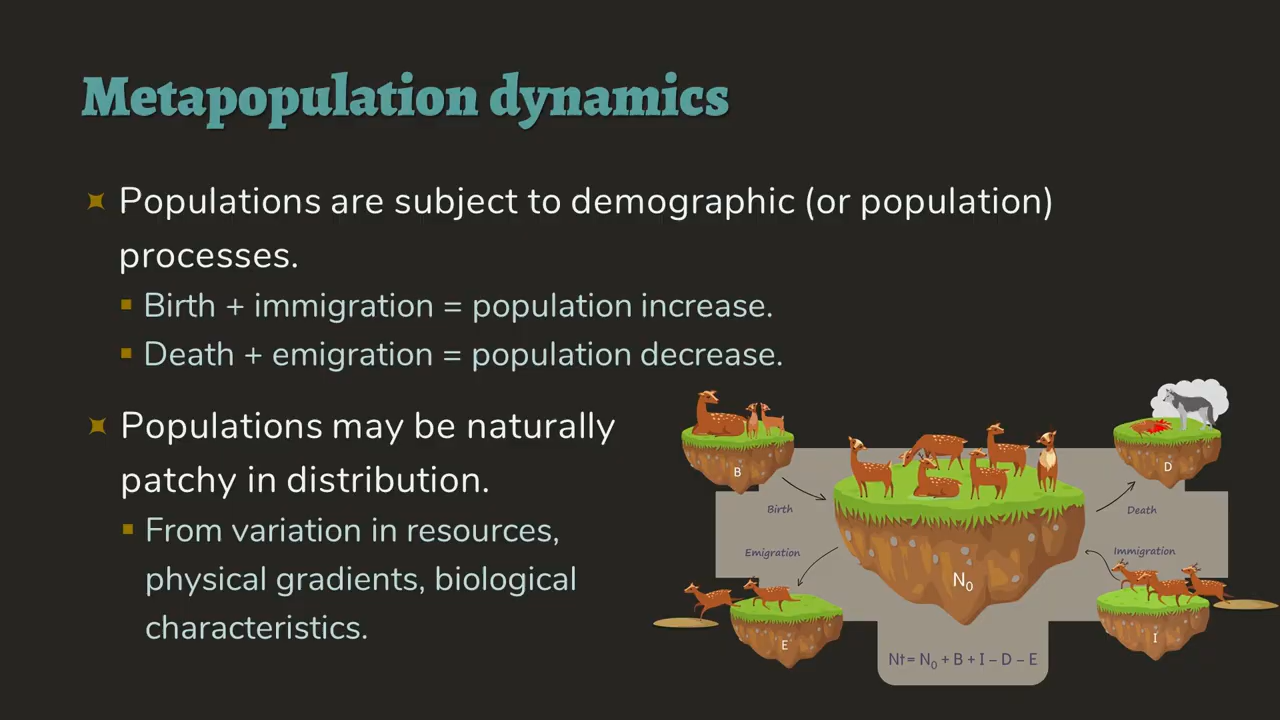 Metapopulation dynamics
Populations are subject to demographic (or population)
processes.
Birth + immigration = population increase.
Death + emigration = population decrease.
Populations may be naturally
patchy in distribution.
From variation in resources,
physical gradients, biological
characteristics.
B
D
Birth
Death
Emigration
Immigration
N₀
E
I
Nt= N₀ + B + I – D – E